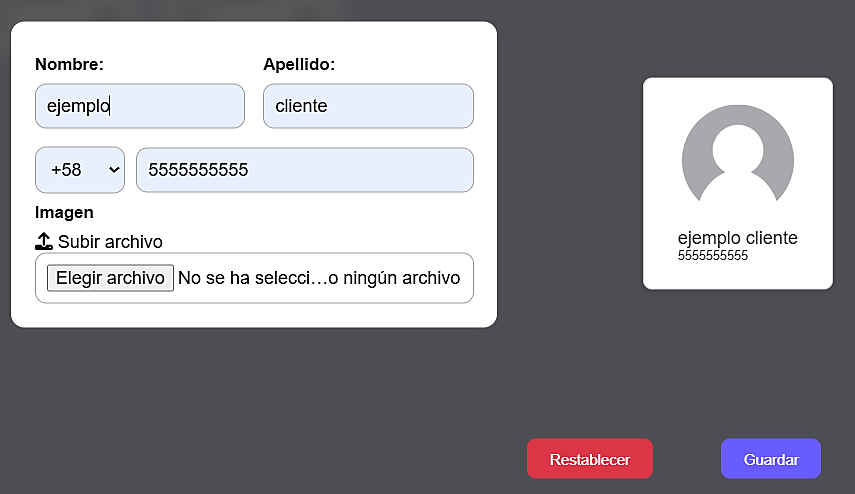 Nombre: Apellido:
ejemplo cliente
+58 5555555555
Imagen
Subir archivo
Elegir archivo No se ha selecci…o ningún archivo
ejemplo cliente
5555555555
Restablecer Guardar